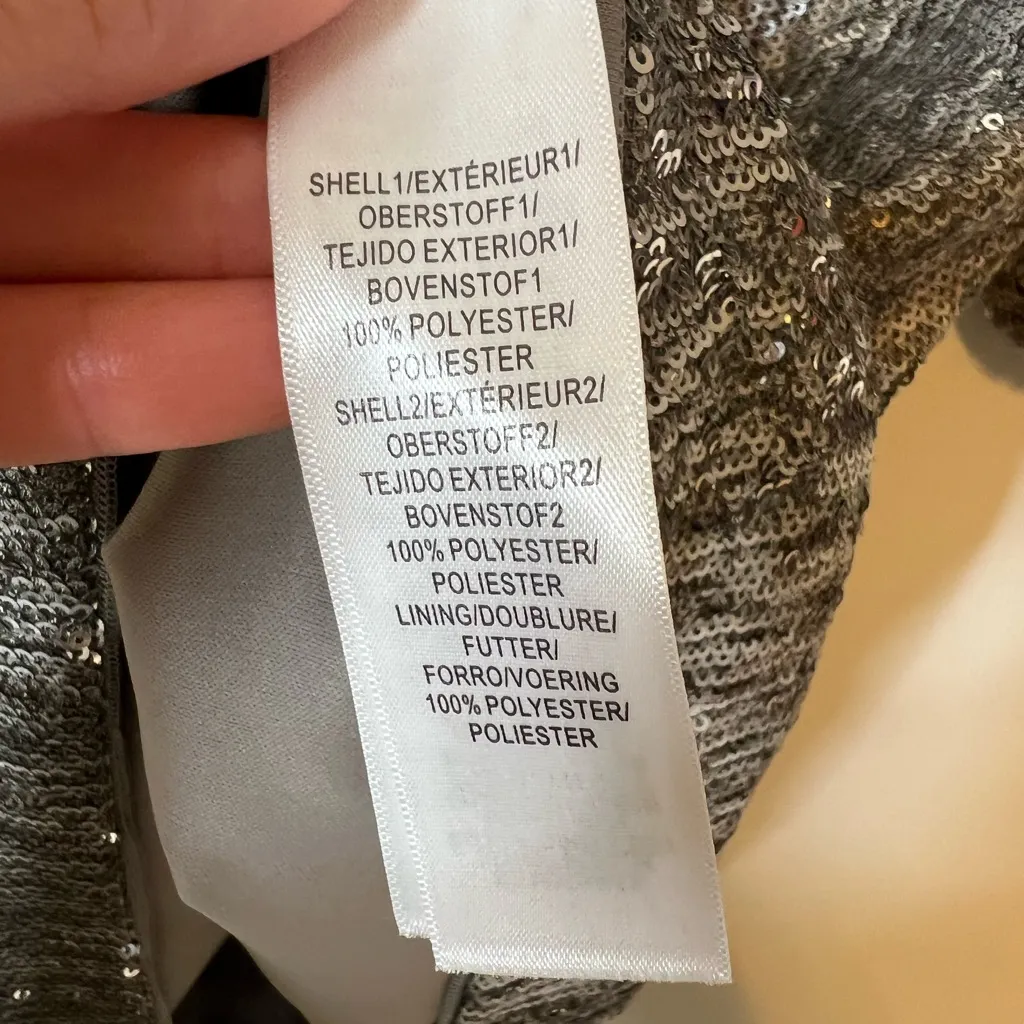 SHELL1/EXTÉRIEUR1/
OBERSTOFF1/
TEJIDO EXTERIOR1/
BOVENSTOF1
100% POLYESTER/
POLIESTER
SHELL2/EXTÉRIEUR2/
OBERSTOFF2/
TEJIDO EXTERIOR2/
BOVENSTOF2
100% POLYESTER/
POLIESTER
LINING/DOUBLURE/
FUTTER/
FORRO/VOERING
100% POLYESTER/
POLIESTER